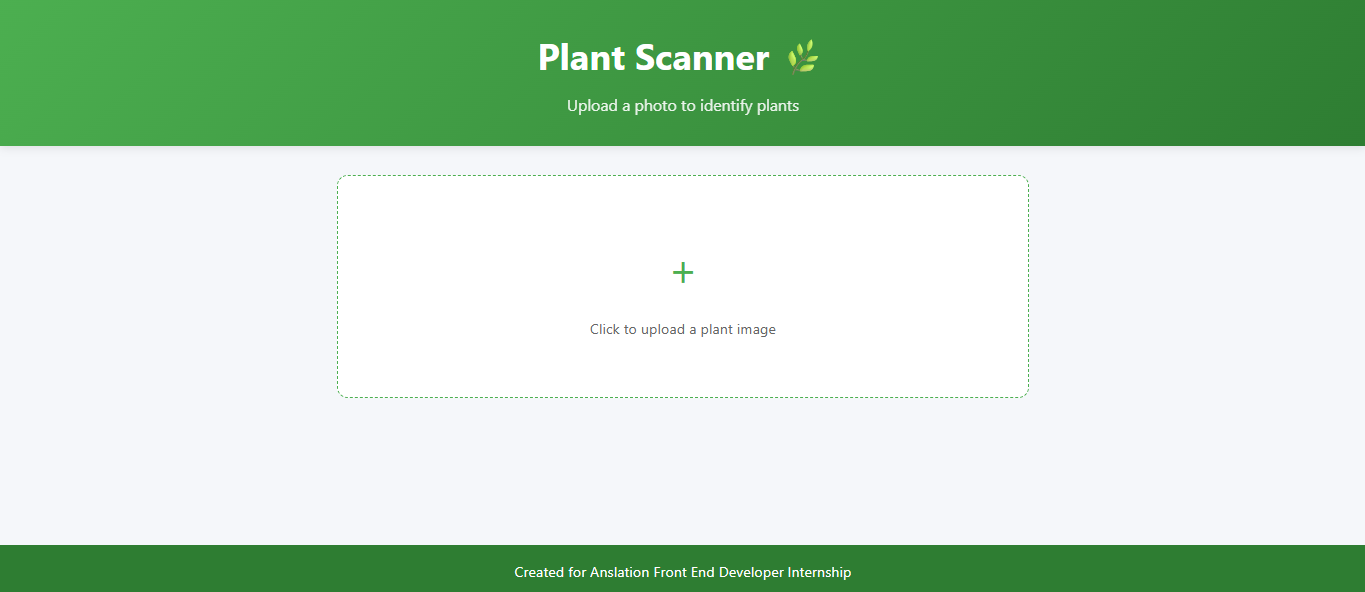 Plant Scanner 🌿
Upload a photo to identify plants
+
Click to upload a plant image
Created for Anslation Front End Developer Internship